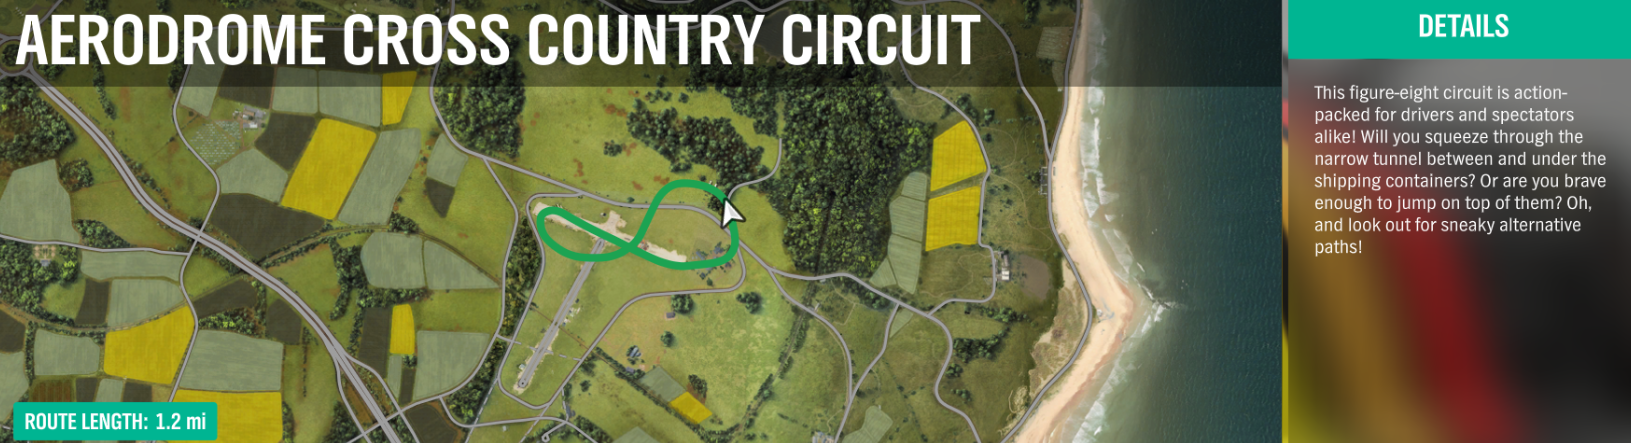 AERODROME CROSS COUNTRY CIRCUIT
DETAILS
This figure-eight circuit is action-
packed for drivers and spectators
alike! Will you squeeze through the
narrow tunnel between and under the
shipping containers? Or are you brave
enough to jump on top of them? Oh,
and look out for sneaky alternative
paths!
ROUTE LENGTH: 1.2 mi